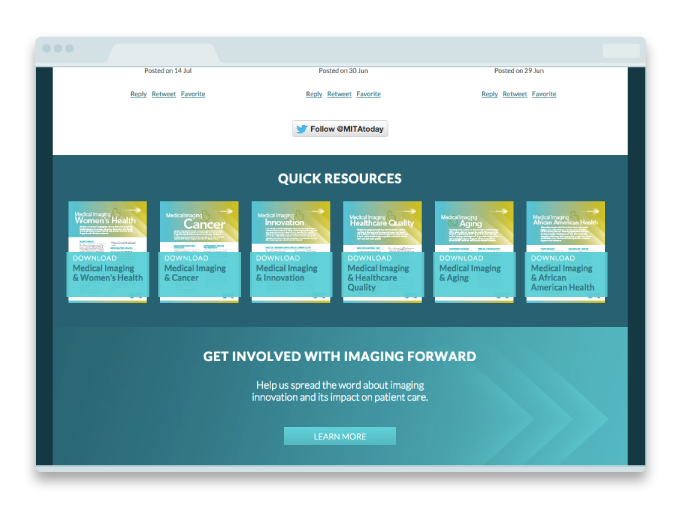 Posted on 14 Jul
Posted on 30 Jun
Posted on 29 Jun
Reply Retweet Favorite
Reply Retweet Favorite
Reply Retweet Favorite
Follow @MITAtoday
QUICK RESOURCES
Medical Imaging
Women's Health
DOWNLOAD
Medical Imaging
& Women's Health
Medical Imaging
Cancer
DOWNLOAD
Medical Imaging
& Cancer
Medical Imaging
Innovation
DOWNLOAD
Medical Imaging
& Innovation
Medical Imaging
Healthcare Quality
DOWNLOAD
Medical Imaging
& Healthcare
Quality
Medical Imaging
Aging
DOWNLOAD
Medical Imaging
& Aging
Medical Imaging
African American Health
DOWNLOAD
Medical Imaging
& African
American Health
GET INVOLVED WITH IMAGING FORWARD
Help us spread the word about imaging
innovation and its impact on patient care.
LEARN MORE